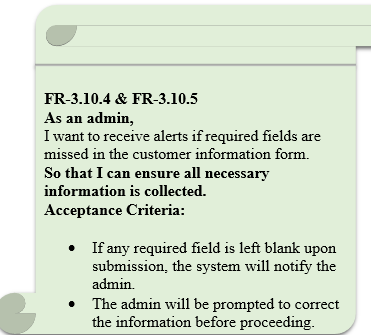 FR-3.10.4 & FR-3.10.5
As an admin,
I want to receive alerts if required fields are
missed in the customer information form.
So that I can ensure all necessary
information is collected.
Acceptance Criteria:
• If any required field is left blank upon
submission, the system will notify the
admin.
• The admin will be prompted to correct
the information before proceeding.